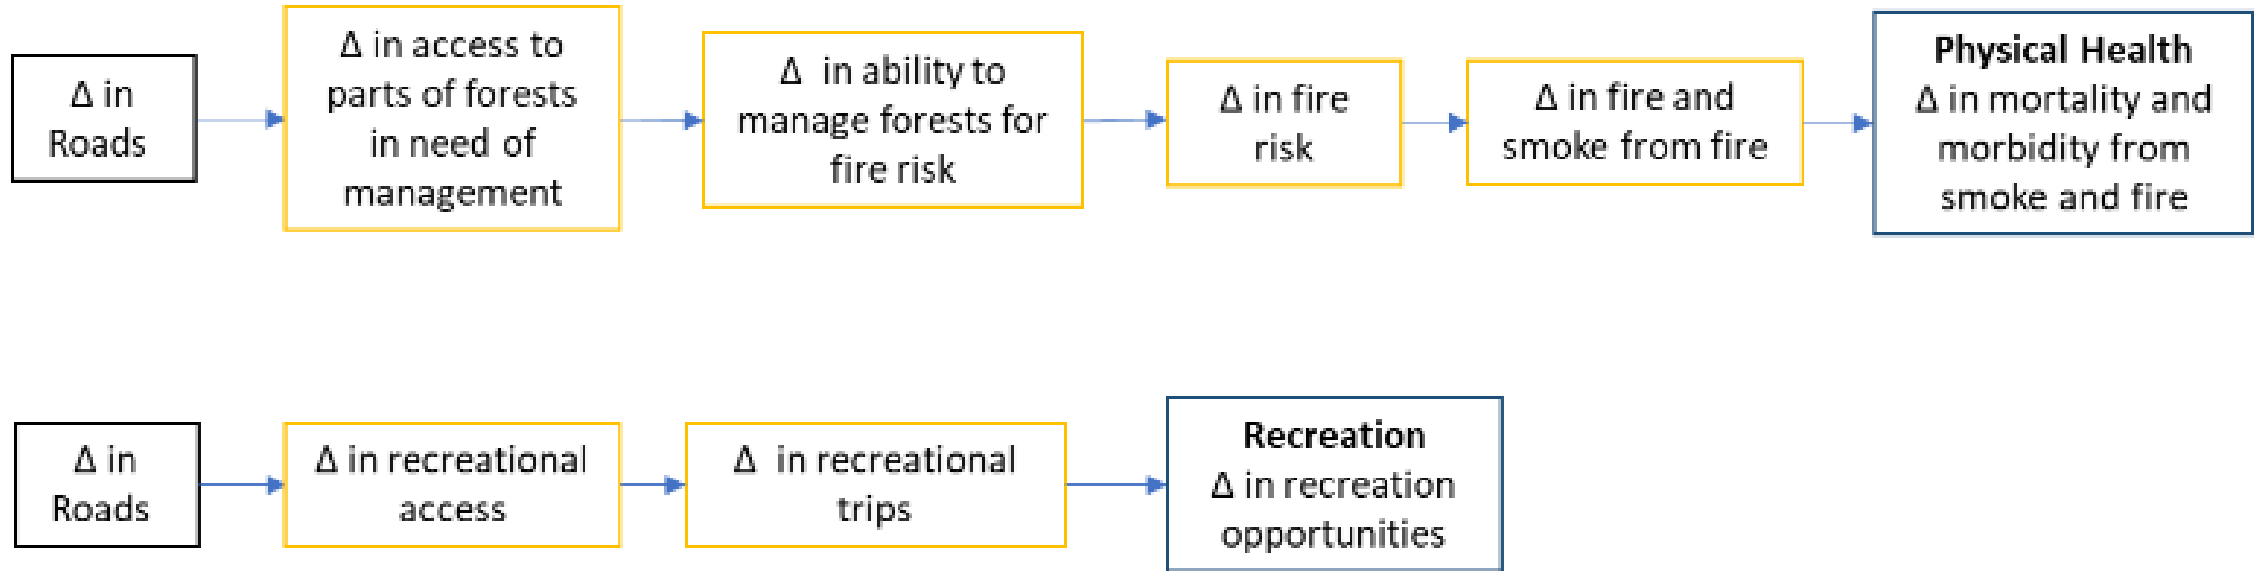 Δ in
Roads
Δ in access to
parts of forests
in need of
management
Δ in ability to
manage forests for
fire risk
Δ in fire
risk
Δ in fire and
smoke from fire
Physical Health
Δ in mortality and
morbidity from
smoke and fire
Δ in
Roads
Δ in recreational
access
Δ in recreational
trips
Recreation
Δ in recreation
opportunities